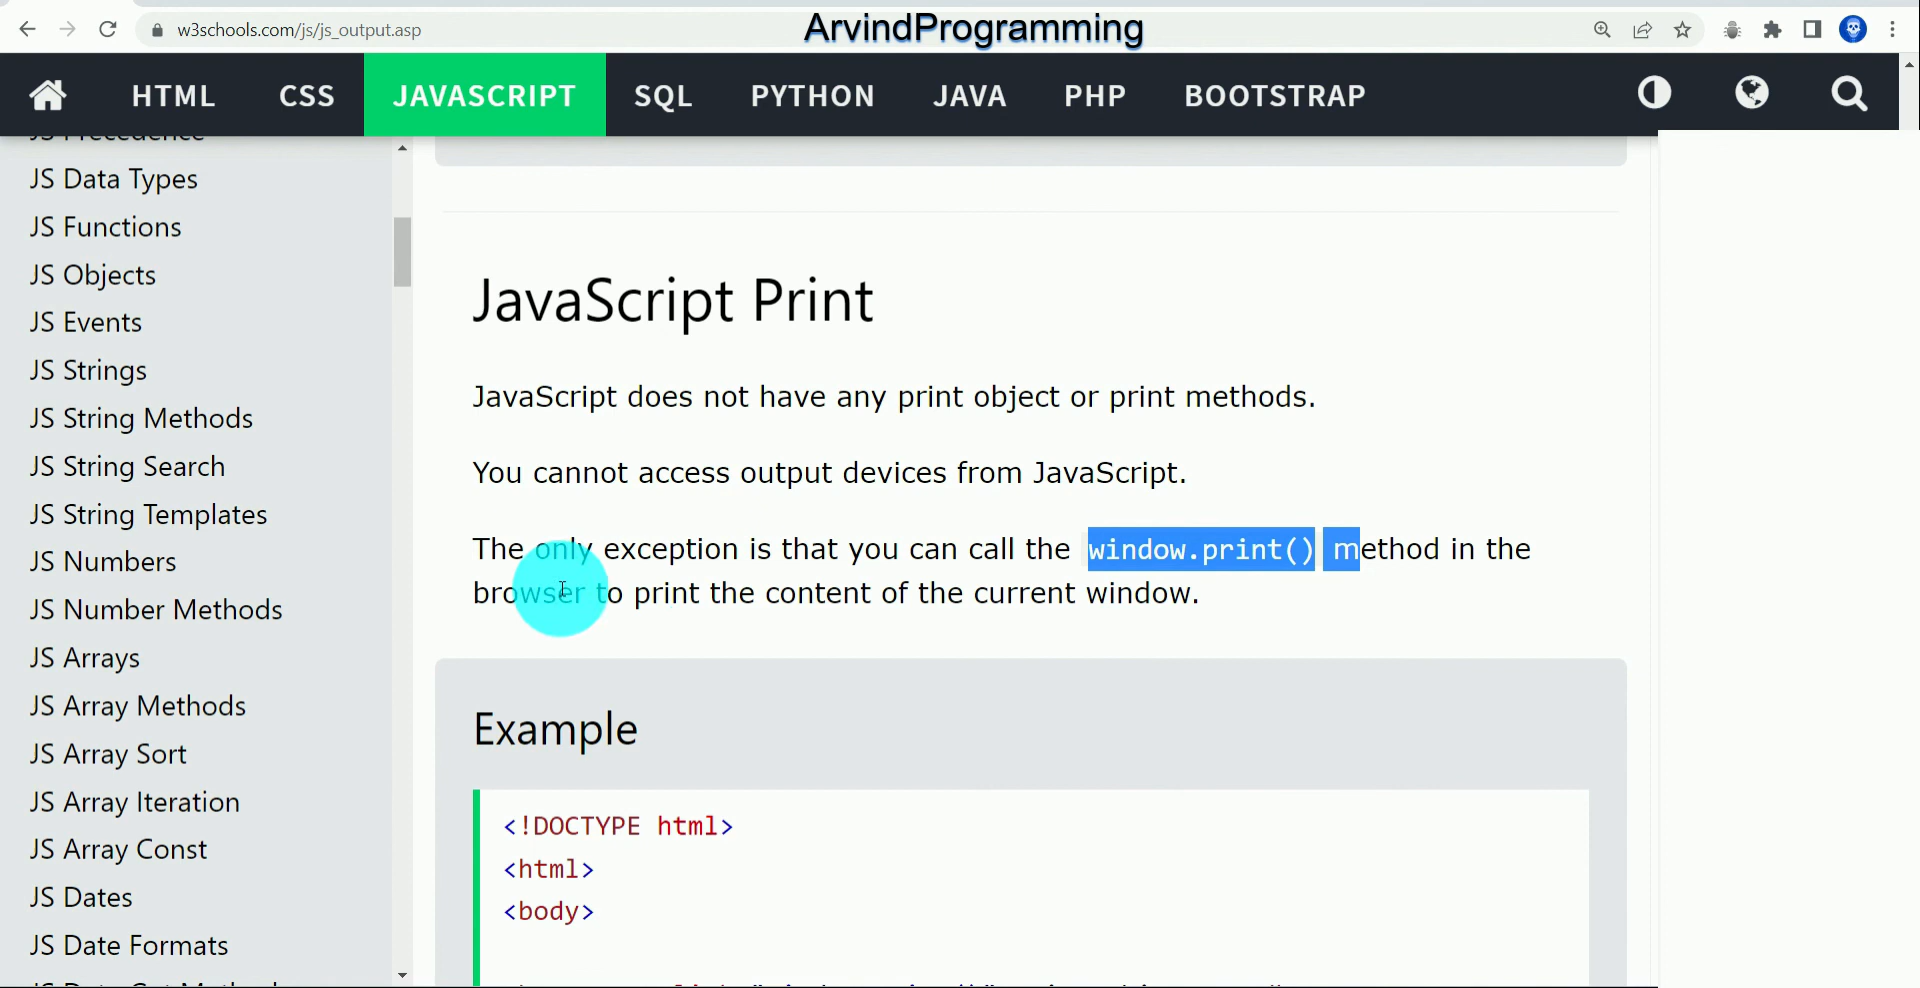 w3schools.com/js/js_output.asp
ArvindProgramming
HTML CSS JAVASCRIPT SQL PYTHON JAVA PHP BOOTSTRAP
JS Precedence
JS Data Types
JS Functions
JS Objects
JS Events
JS Strings
JS String Methods
JS String Search
JS String Templates
JS Numbers
JS Number Methods
JS Arrays
JS Array Methods
JS Array Sort
JS Array Iteration
JS Array Const
JS Dates
JS Date Formats
JavaScript Print
JavaScript does not have any print object or print methods.
You cannot access output devices from JavaScript.
The only exception is that you can call the window.print() method in the
browser to print the content of the current window.
Example
<!DOCTYPE html>
<html>
<body>